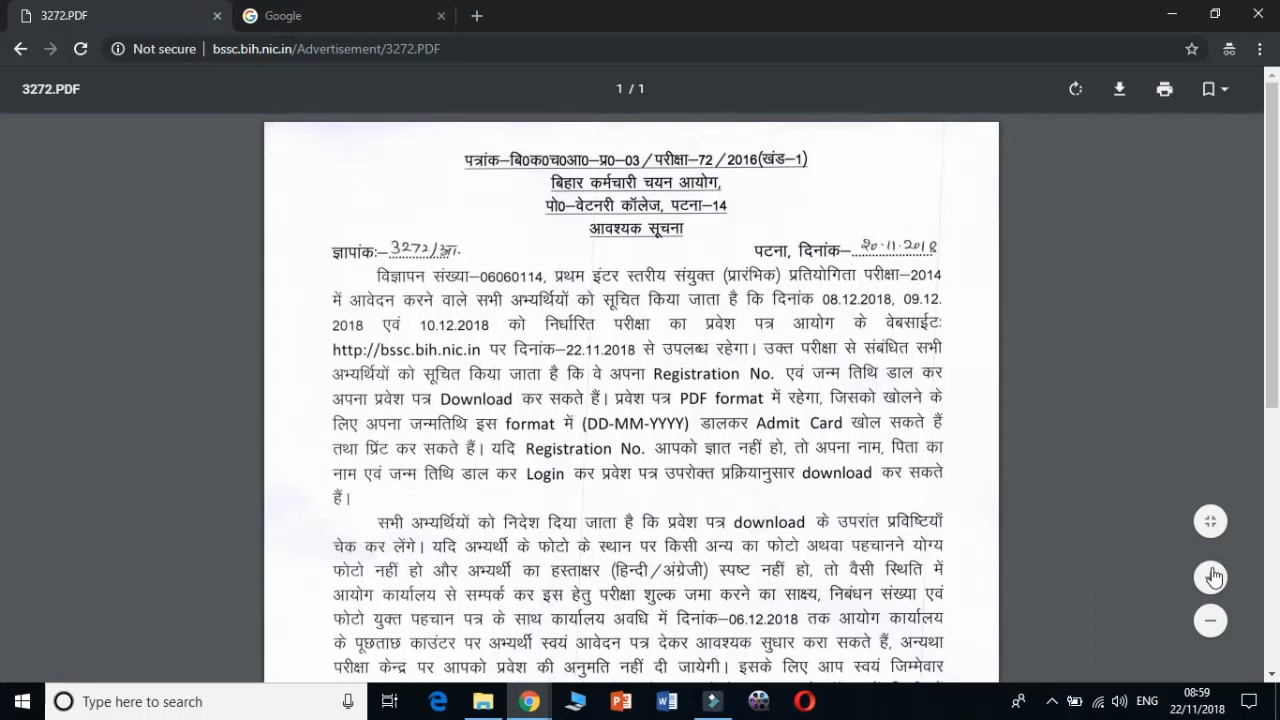 3272.PDF
Google
Not secure | bssc.bih.nic.in/Advertisement/3272.PDF
3272.PDF
1 / 1
पत्रांक–बि0क0च0आ0–प्र0–03/परीक्षा–72/2016(खंड–1)
बिहार कर्मचारी चयन आयोग,
पो0–वेटनरी कॉलेज, पटना–14
आवश्यक सूचना
ज्ञापांकः–3272/आ. पटना, दिनांक–20.11.2018
विज्ञापन संख्या–06060114, प्रथम इंटर स्तरीय संयुक्त (प्रारंभिक) प्रतियोगिता परीक्षा–2014
में आवेदन करने वाले सभी अभ्यर्थियों को सूचित किया जाता है कि दिनांक 08.12.2018, 09.12.
2018 एवं 10.12.2018 को निर्धारित परीक्षा का प्रवेश पत्र आयोग के वेबसाईटः
http://bssc.bih.nic.in पर दिनांक–22.11.2018 से उपलब्ध रहेगा। उक्त परीक्षा से संबंधित सभी
अभ्यर्थियों को सूचित किया जाता है कि वे अपना Registration No. एवं जन्म तिथि डाल कर
अपना प्रवेश पत्र Download कर सकते हैं। प्रवेश पत्र PDF format में रहेगा, जिसको खोलने के
लिए अपना जन्मतिथि इस format में (DD-MM-YYYY) डालकर Admit Card खोल सकते हैं
तथा प्रिंट कर सकते हैं। यदि Registration No. आपको ज्ञात नहीं हो, तो अपना नाम, पिता का
नाम एवं जन्म तिथि डाल कर Login कर प्रवेश पत्र उपरोक्त प्रक्रियानुसार download कर सकते
हैं।
सभी अभ्यर्थियों को निदेश दिया जाता है कि प्रवेश पत्र download के उपरांत प्रविष्टियाँ
चेक कर लेंगे। यदि अभ्यर्थी के फोटो के स्थान पर किसी अन्य का फोटो अथवा पहचानने योग्य
फोटो नहीं हो और अभ्यर्थी का हस्ताक्षर (हिन्दी/अंग्रेजी) स्पष्ट नहीं हो, तो वैसी स्थिति में
आयोग कार्यालय से सम्पर्क कर इस हेतु परीक्षा शुल्क जमा करने का साक्ष्य, निबंधन संख्या एवं
फोटो युक्त पहचान पत्र के साथ कार्यालय अवधि में दिनांक–06.12.2018 तक आयोग कार्यालय
के पूछताछ काउंटर पर अभ्यर्थी स्वयं आवेदन पत्र देकर आवश्यक सुधार करा सकते हैं, अन्यथा
परीक्षा केन्द्र पर आपको प्रवेश की अनुमति नहीं दी जायेगी। इसके लिए आप स्वयं जिम्मेवार
Type here to search
ENG
08:59
22/11/2018